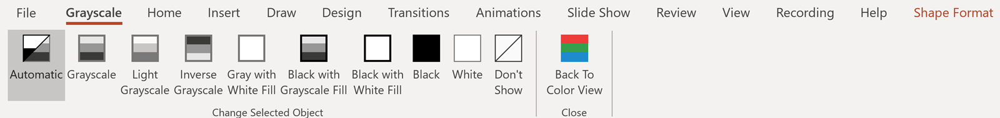 File Grayscale Home Insert Draw Design Transitions Animations Slide Show Review View Recording Help Shape Format
Automatic Grayscale Light Inverse Gray with Black with Black with Black White Don't Back To
Grayscale Grayscale White Fill Grayscale Fill White Fill Show Color View
Change Selected Object Close